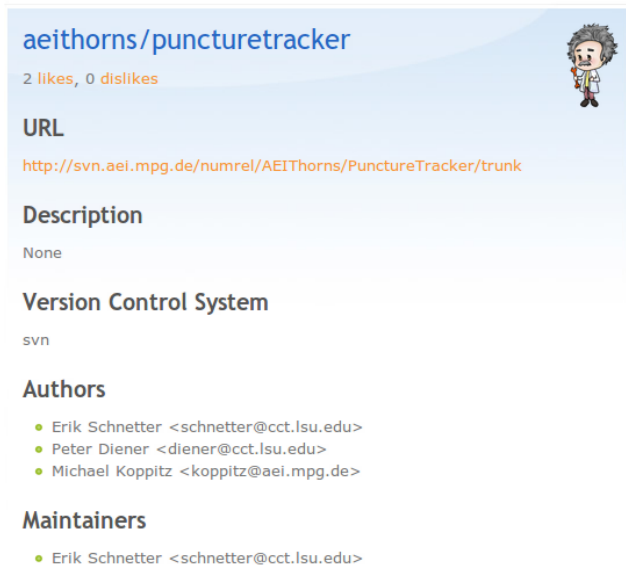 aeithorns/puncturetracker
2 likes, 0 dislikes
URL
http://svn.aei.mpg.de/numrel/AEIThorns/PunctureTracker/trunk
Description
None
Version Control System
svn
Authors
Erik Schnetter <schnetter@cct.lsu.edu>
Peter Diener <diener@cct.lsu.edu>
Michael Koppitz <koppitz@aei.mpg.de>
Maintainers
Erik Schnetter <schnetter@cct.lsu.edu>